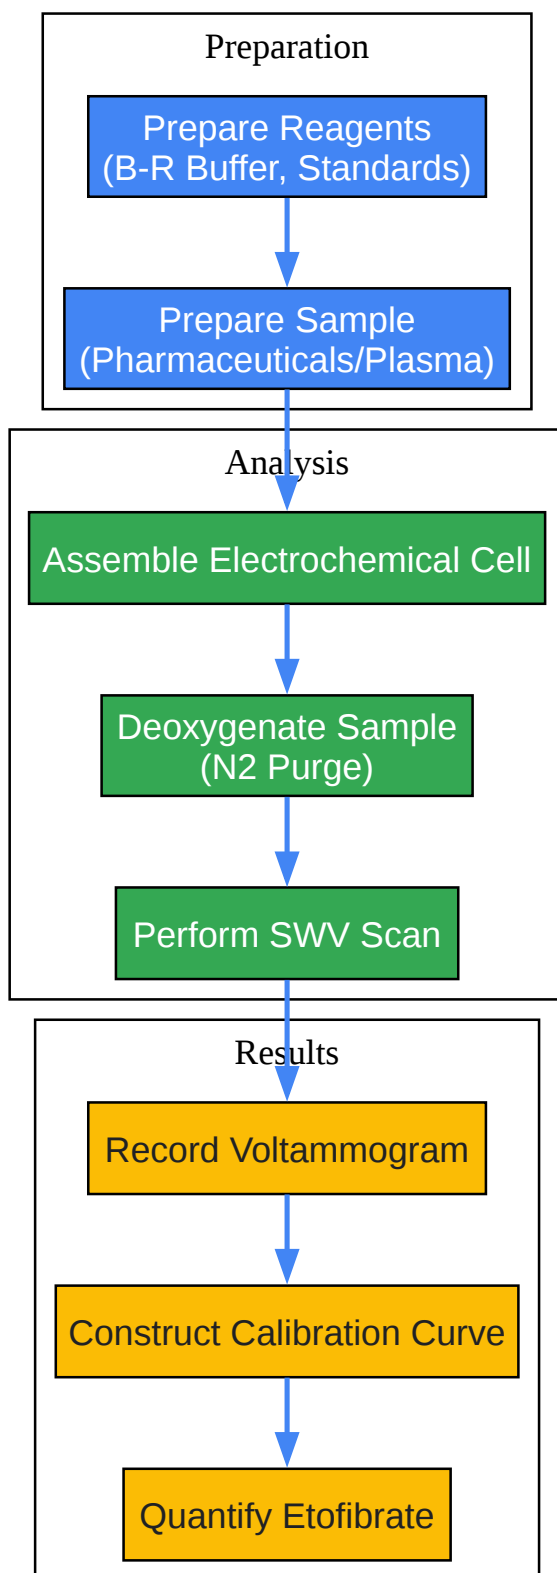 Preparation
Prepare Reagents
(B-R Buffer, Standards)
Prepare Sample
(Pharmaceuticals/Plasma)
Analysis
Assemble Electrochemical Cell
Deoxygenate Sample
(N2 Purge)
Perform SWV Scan
Results
Record Voltammogram
Construct Calibration Curve
Quantify Etofibrate